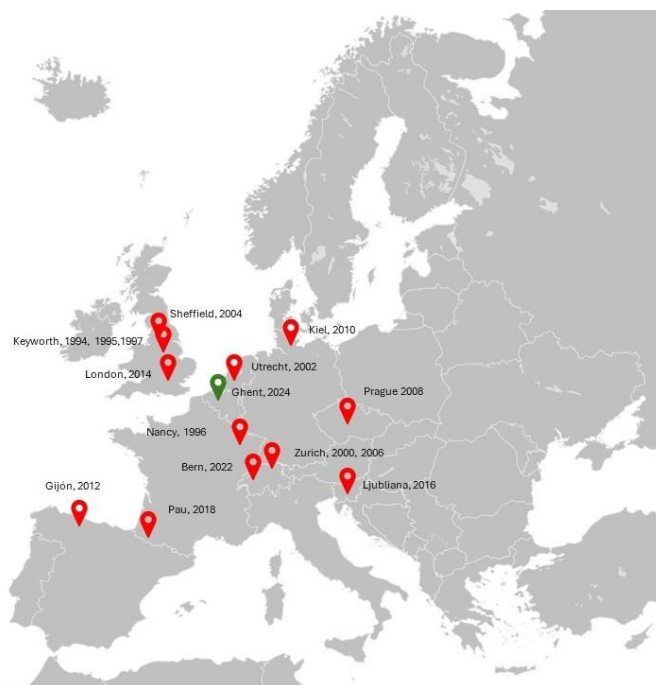 Sheffield, 2004
Keyworth,1994, 1995,1997
Kiel, 2010
London, 2014
Utrecht, 2002
Ghent, 2024
Prague 2008
Nancy, 1996
Zurich, 2000, 2006
Bern, 2022
Ljubliana, 2016
Gijón, 2012
Pau, 2018